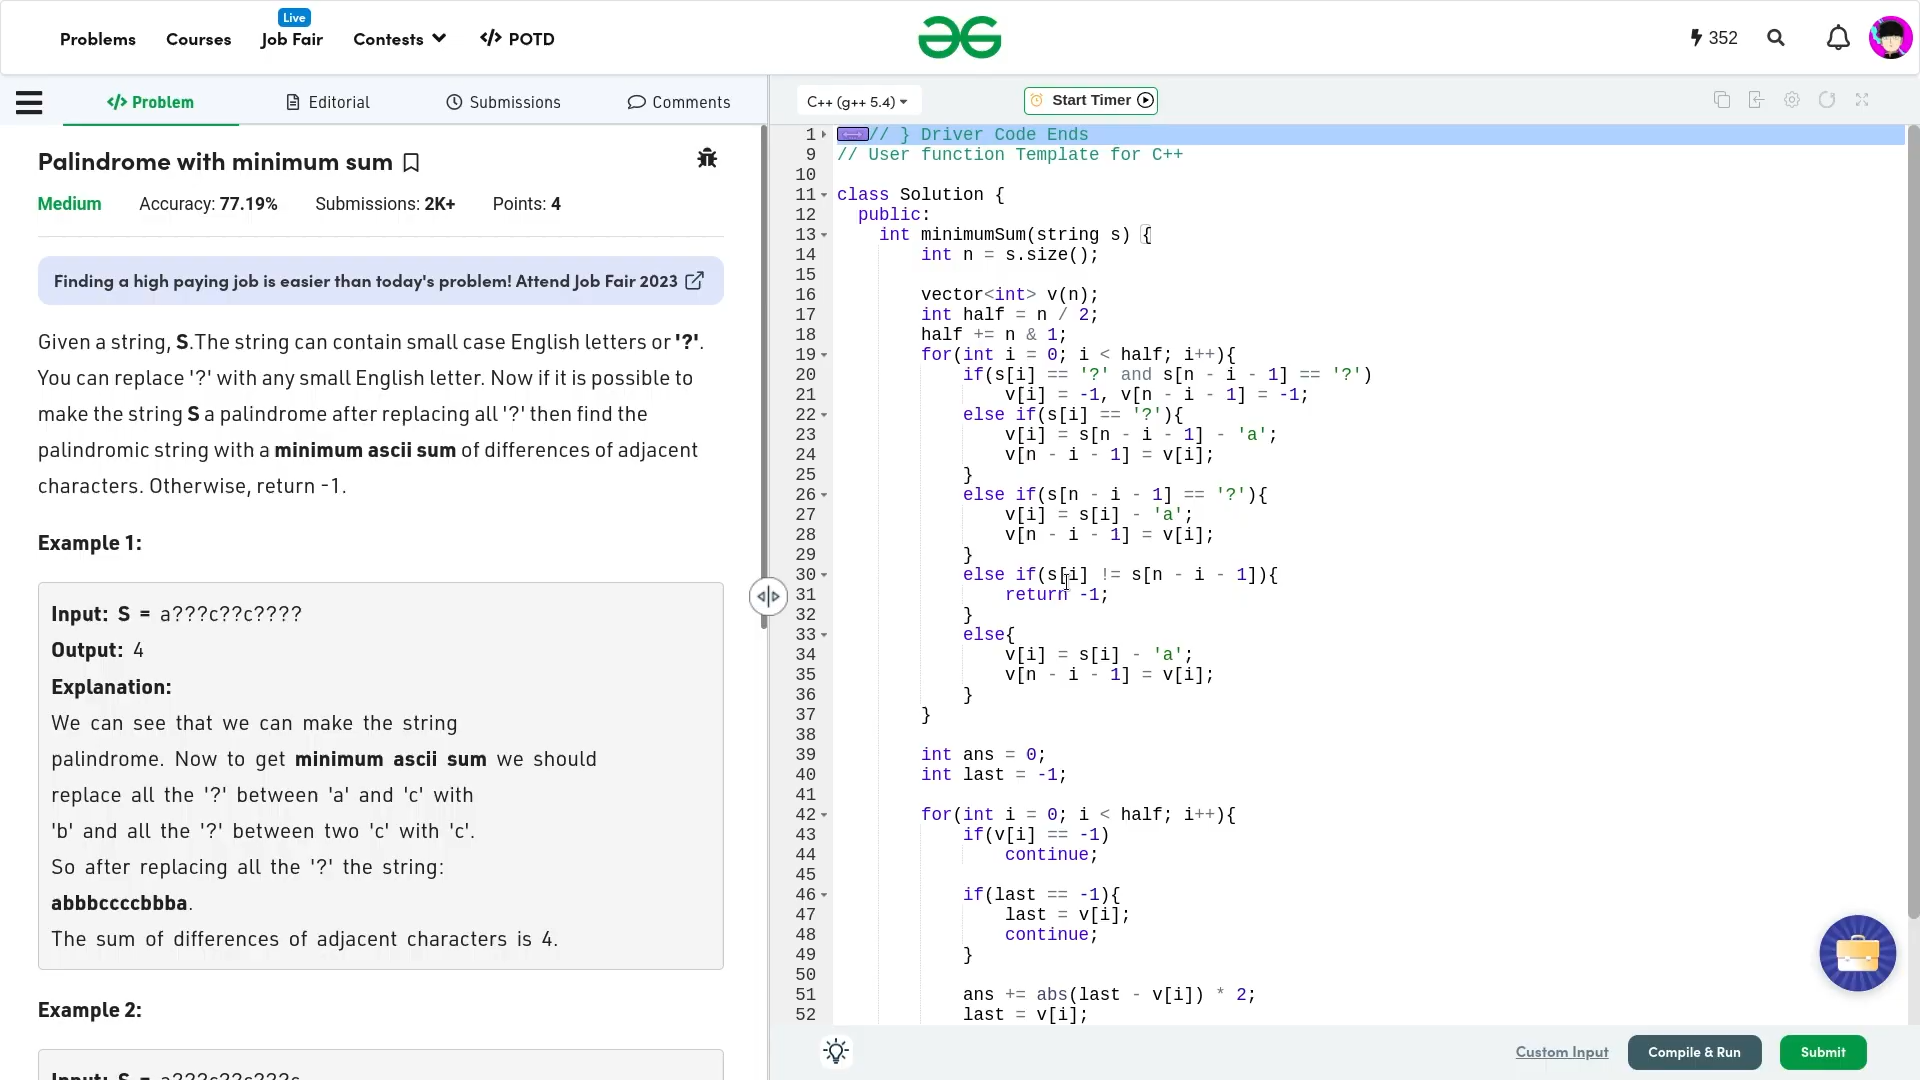 Problems
Courses
Live
Job Fair
Contests
</> POTD
352
</> Problem
Editorial
Submissions
Comments
C++ (g++ 5.4)
Start Timer
Palindrome with minimum sum
Medium Accuracy: 77.19% Submissions: 2K+ Points: 4
Finding a high paying job is easier than today's problem! Attend Job Fair 2023
Given a string, S.The string can contain small case English letters or '?'.
You can replace '?' with any small English letter. Now if it is possible to
make the string S a palindrome after replacing all '?' then find the
palindromic string with a minimum ascii sum of differences of adjacent
characters. Otherwise, return -1.
Example 1:
Input: S = a???c??c????
Output: 4
Explanation:
We can see that we can make the string
palindrome. Now to get minimum ascii sum we should
replace all the '?' between 'a' and 'c' with
'b' and all the '?' between two 'c' with 'c'.
So after replacing all the '?' the string:
abbbccccbbba.
The sum of differences of adjacent characters is 4.
Example 2:
Input: S = a???c??c???c
1 // } Driver Code Ends
9 // User function Template for C++
10
11 class Solution {
12 public:
13 int minimumSum(string s) {
14 int n = s.size();
15
16 vector<int> v(n);
17 int half = n / 2;
18 half += n & 1;
19 for(int i = 0; i < half; i++){
20 if(s[i] == '?' and s[n - i - 1] == '?')
21 v[i] = -1, v[n - i - 1] = -1;
22 else if(s[i] == '?'){
23 v[i] = s[n - i - 1] - 'a';
24 v[n - i - 1] = v[i];
25 }
26 else if(s[n - i - 1] == '?'){
27 v[i] = s[i] - 'a';
28 v[n - i - 1] = v[i];
29 }
30 else if(s[i] != s[n - i - 1]){
31 return -1;
32 }
33 else{
34 v[i] = s[i] - 'a';
35 v[n - i - 1] = v[i];
36 }
37 }
38
39 int ans = 0;
40 int last = -1;
41
42 for(int i = 0; i < half; i++){
43 if(v[i] == -1)
44 continue;
45
46 if(last == -1){
47 last = v[i];
48 continue;
49 }
50
51 ans += abs(last - v[i]) * 2;
52 last = v[i];
Custom Input
Compile & Run
Submit